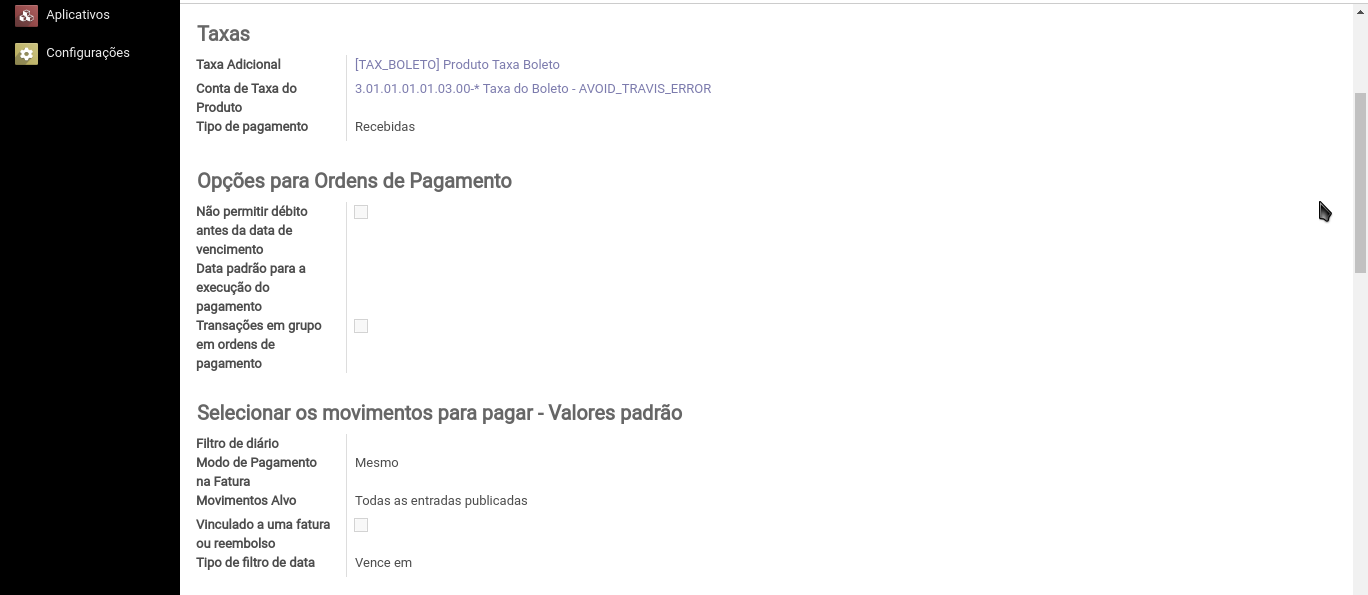 Aplicativos
Configurações
Taxas
Taxa Adicional [TAX_BOLETO] Produto Taxa Boleto
Conta de Taxa do 3.01.01.01.01.03.00-* Taxa do Boleto - AVOID_TRAVIS_ERROR
Produto
Tipo de pagamento Recebidas
Opções para Ordens de Pagamento
Não permitir débito
antes da data de
vencimento
Data padrão para a
execução do
pagamento
Transações em grupo
em ordens de
pagamento
Selecionar os movimentos para pagar - Valores padrão
Filtro de diário
Modo de Pagamento Mesmo
na Fatura
Movimentos Alvo Todas as entradas publicadas
Vinculado a uma fatura
ou reembolso
Tipo de filtro de data Vence em